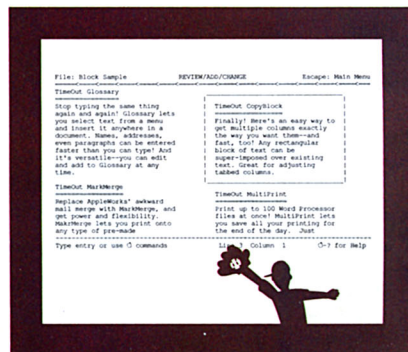 File: Block Sample REVIEW/ADD/CHANGE Escape: Main Menu
TimeOut Glossary
Stop typing the same thing
again and again! Glossary lets
you select text from a menu
and insert it anywhere in a
document. Names, addresses,
even paragraphs can be entered
faster than you can type! And
it's versatile--you can edit
and add to Glossary at any
time.
TimeOut MarkMerge
Replace AppleWorks' awkward
mail merge with MarkMerge, and
get power and flexibility.
MakrMerge lets you print onto
any type of pre-made
TimeOut CopyBlock
Finally! Here's an easy way to
get multiple columns exactly
the way you want them--and
fast, too! Any rectangular
block of text can be
super-imposed over existing
text. Great for adjusting
tabbed columns.
TimeOut MultiPrint
Print up to 100 Word Processor
files at once! MultiPrint lets
you save all your printing for
the end of the day. Just
Type entry or use commands Line 3 Column 1 -? for Help